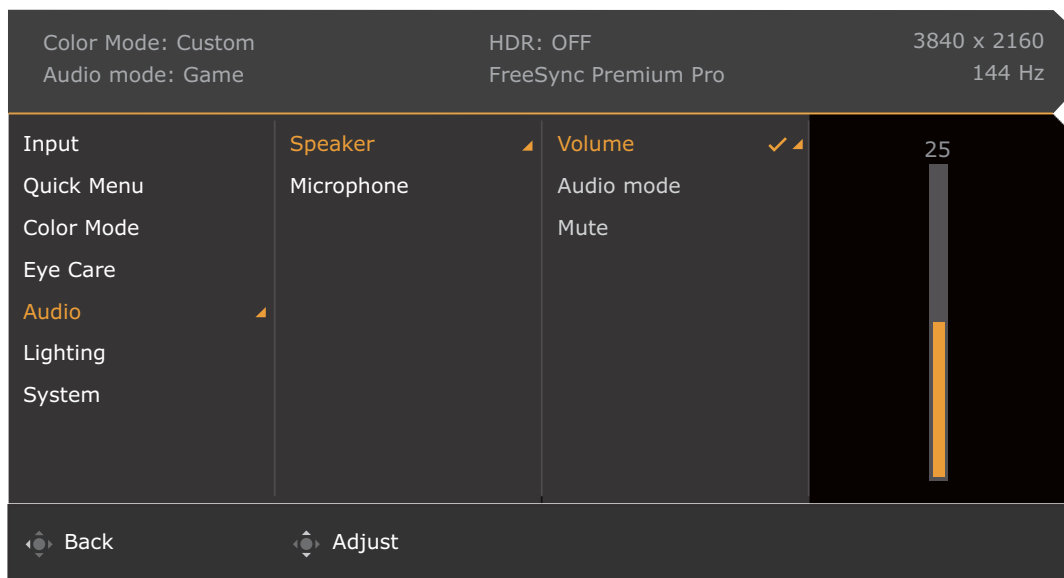 Color Mode: Custom
Audio mode: Game
HDR: OFF
FreeSync Premium Pro
3840 x 2160
144 Hz
Input
Quick Menu
Color Mode
Eye Care
Audio
Lighting
System
Speaker
Microphone
Volume
Audio mode
Mute
25
Back
Adjust